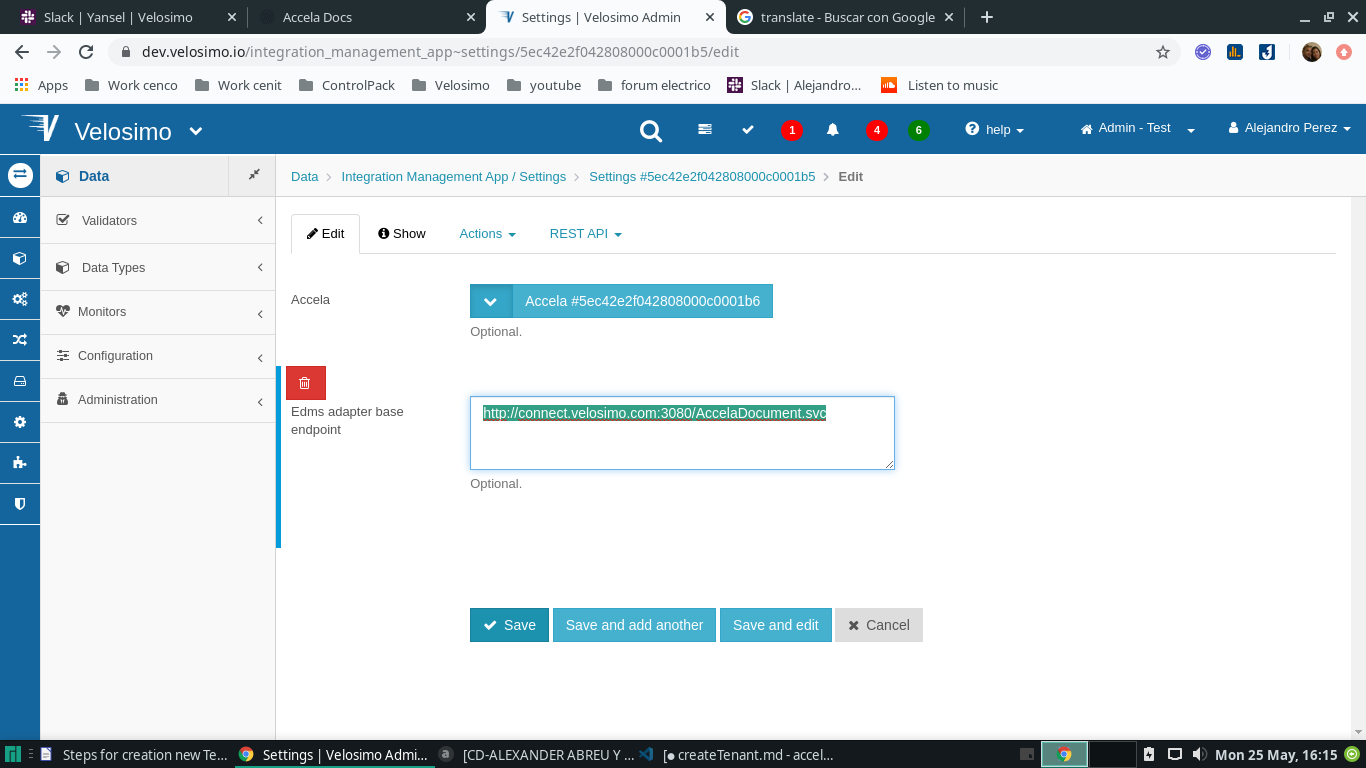 Slack | Yansel | Velosimo
Accela Docs
Settings | Velosimo Admin
translate - Buscar con Google
dev.velosimo.io/integration_management_app~settings/5ec42e2f042808000c0001b5/edit
Apps
Work cenco
Work cenit
ControlPack
Velosimo
youtube
forum electrico
Slack | Alejandro...
Listen to music
Velosimo
1
4
6
help
Admin - Test
Alejandro Perez
Data
Validators
Data Types
Monitors
Configuration
Administration
Data
Integration Management App / Settings
Settings #5ec42e2f042808000c0001b5
Edit
Edit
Show
Actions
REST API
Accela
Accela #5ec42e2f042808000c0001b6
Optional.
Edms adapter base
endpoint
http://connect.velosimo.com:3080/AccelaDocument.svc
Optional.
Save
Save and add another
Save and edit
Cancel
Steps for creation new Te...
Settings | Velosimo Admi...
[CD-ALEXANDER ABREU Y ...
[● createTenant.md - accel...
Mon 25 May, 16:15